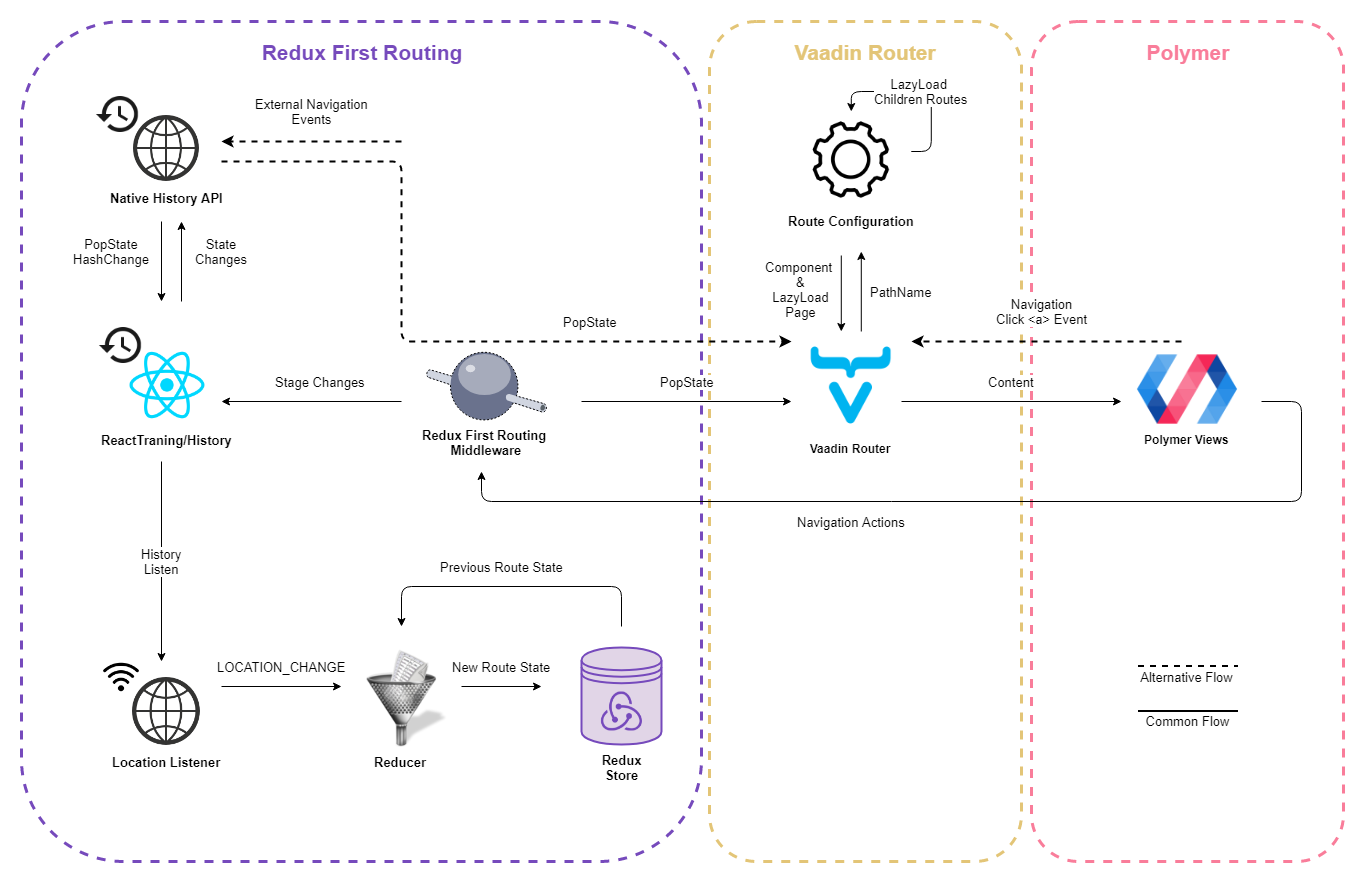 Redux First Routing
Vaadin Router
Polymer
External Navigation
Events
LazyLoad
Children Routes
Native History API
Route Configuration
PopState
HashChange
State
Changes
Component
&
LazyLoad
Page
PathName
Navigation
Click <a> Event
PopState
Stage Changes
PopState
Content
ReactTraning/History
Redux First Routing
Middleware
Vaadin Router
Polymer Views
Navigation Actions
History
Listen
Previous Route State
LOCATION_CHANGE
New Route State
Alternative Flow
Common Flow
Location Listener
Reducer
Redux
Store